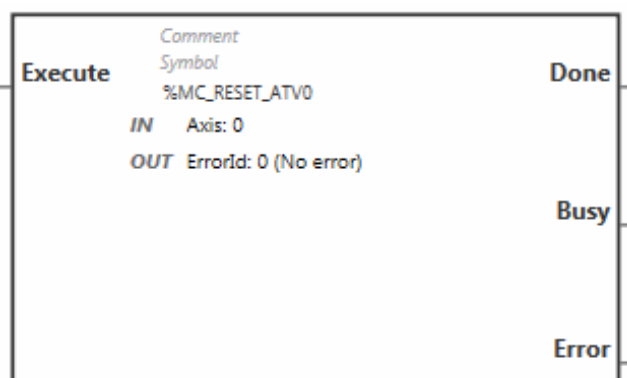 Comment
Execute
Symbol
Done
%MC_RESET_ATV0
IN Axis: 0
OUT ErrorId: 0 (No error)
Busy
Error